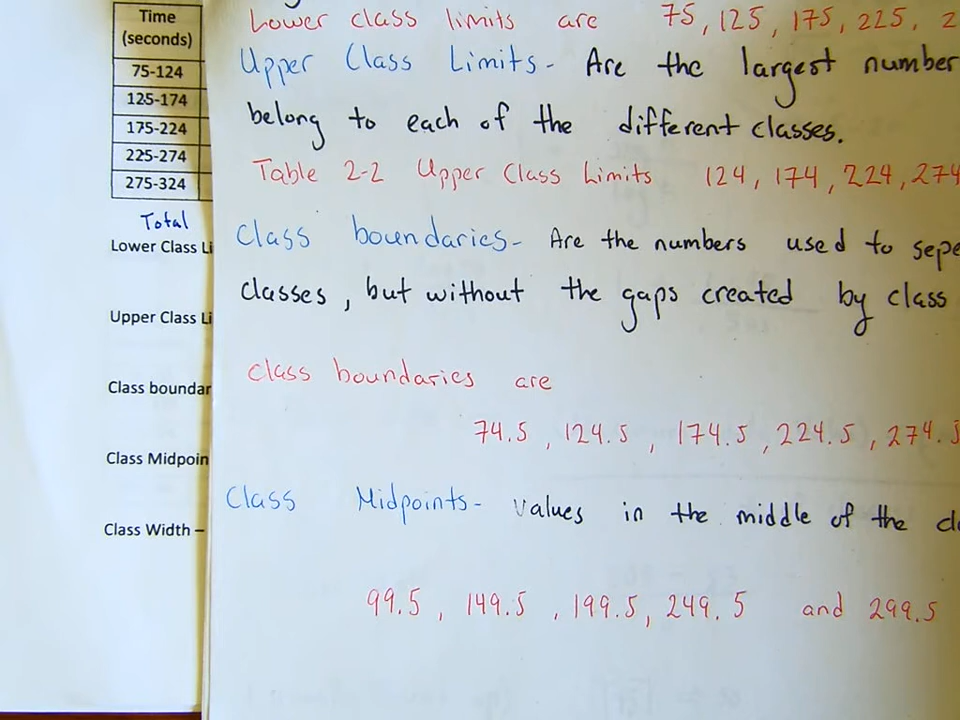 Time
(seconds)
75-124
125-174
175-224
225-274
275-324
Total
Lower Class Li
Upper Class Li
Class boundar
Class Midpoin
Class Width –
Lower class limits are 75, 125, 175, 225, 2
Upper Class Limits - Are the largest number
belong to each of the different classes.
Table 2-2 Upper Class Limits 124, 174, 224, 274
Class boundaries - Are the numbers used to sepe
classes, but without the gaps created by class
class boundaries are
74.5, 124.5, 174.5, 224.5, 274.5
Class Midpoints - Values in the middle of the cla
99.5, 149.5, 199.5, 249.5 and 299.5